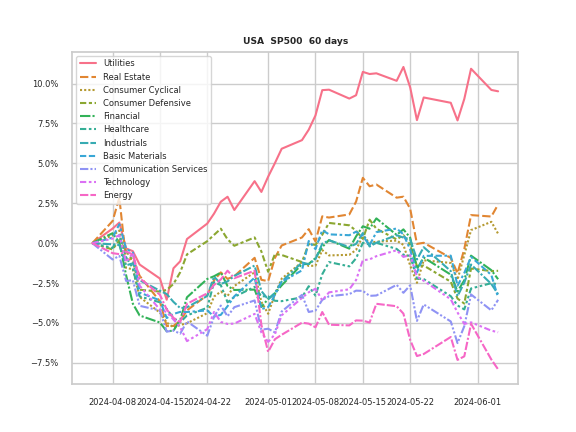 USA SP500 60 days
Utilities
Real Estate
Consumer Cyclical
Consumer Defensive
Financial
Healthcare
Industrials
Basic Materials
Communication Services
Technology
Energy
10.0%
7.5%
5.0%
2.5%
0.0%
−2.5%
−5.0%
−7.5%
2024-04-08 2024-04-15 2024-04-22 2024-05-01 2024-05-08 2024-05-15 2024-05-22 2024-06-01